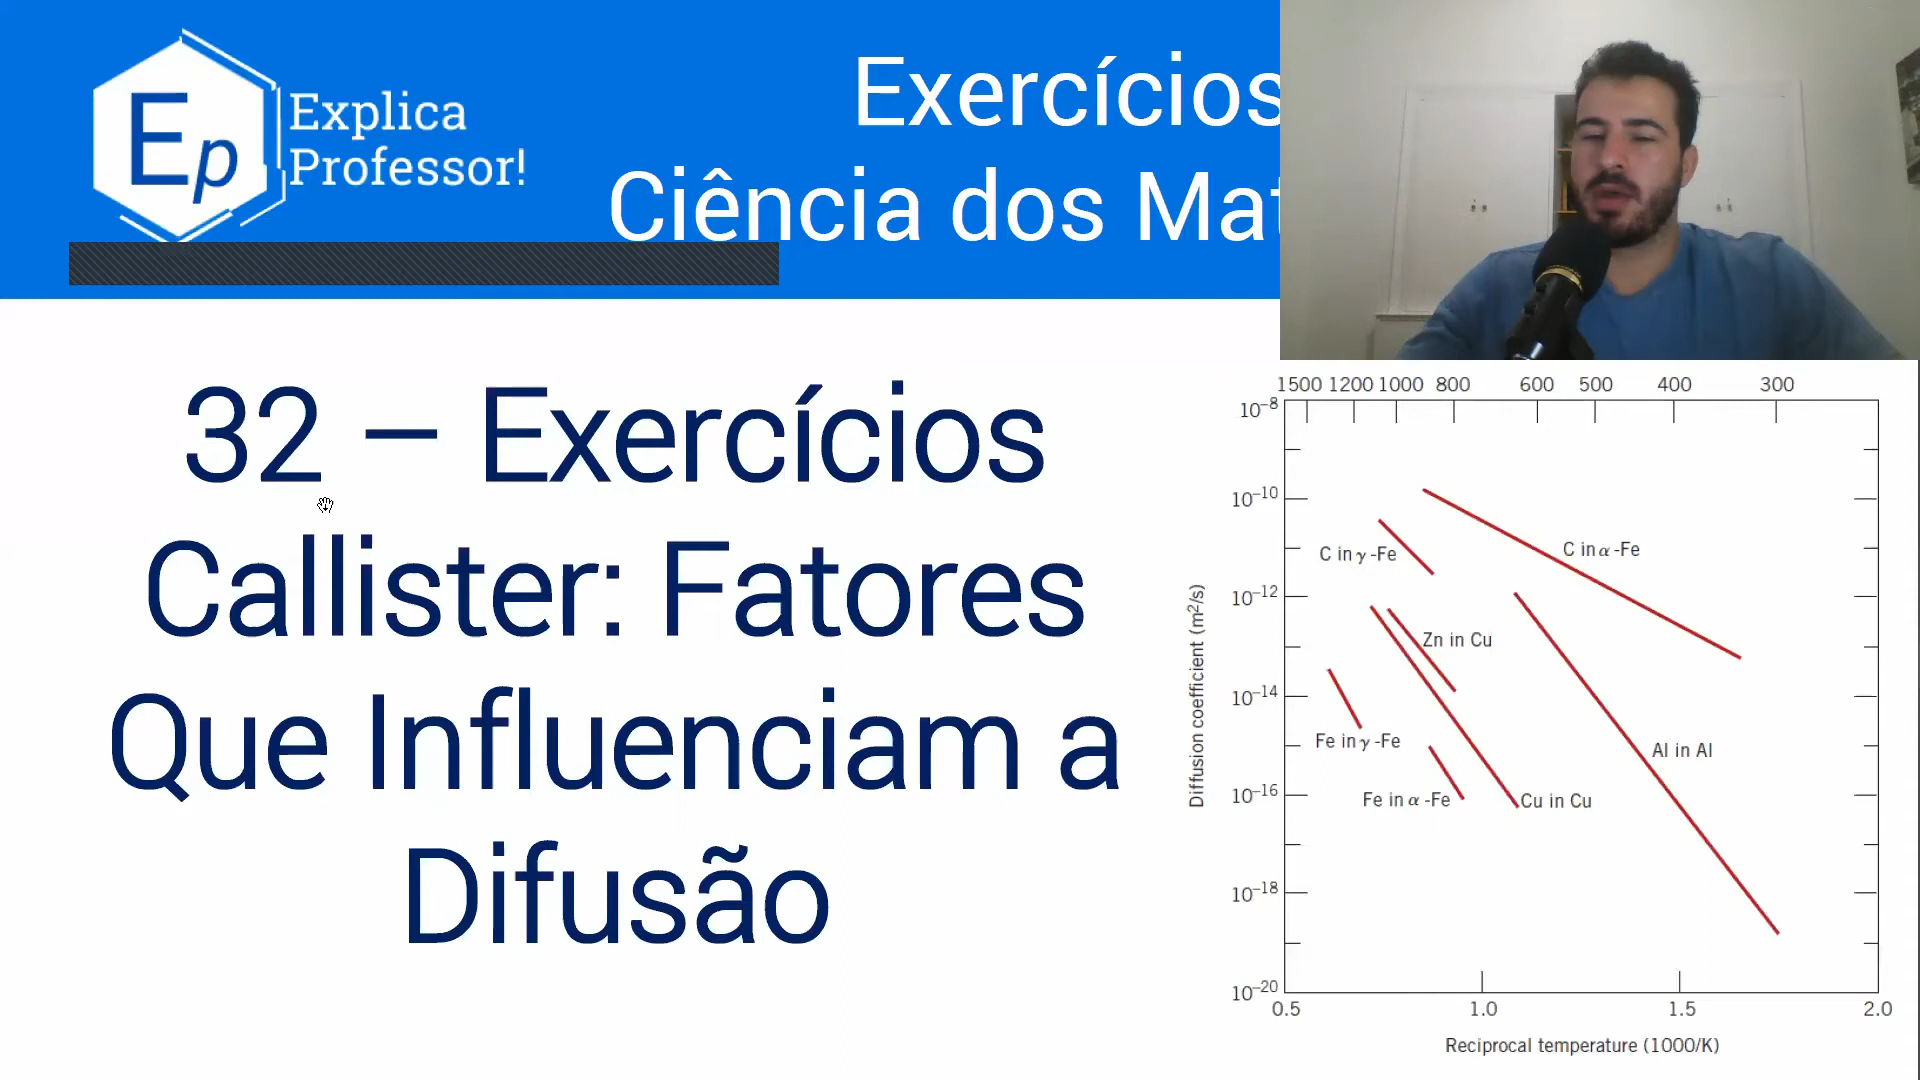 Ep
Explica
Professor!
Exercícios
Ciência dos Mat
32 – Exercícios
Callister: Fatores
Que Influenciam a
Difusão
1500 1200 1000 800 600 500 400 300
10⁻⁸
10⁻¹⁰
10⁻¹²
10⁻¹⁴
10⁻¹⁶
10⁻¹⁸
10⁻²⁰
Diffusion coefficient (m²/s)
C in γ -Fe
C in α -Fe
Zn in Cu
Fe in γ -Fe
Al in Al
Fe in α -Fe
Cu in Cu
0.5 1.0 1.5 2.0
Reciprocal temperature (1000/K)